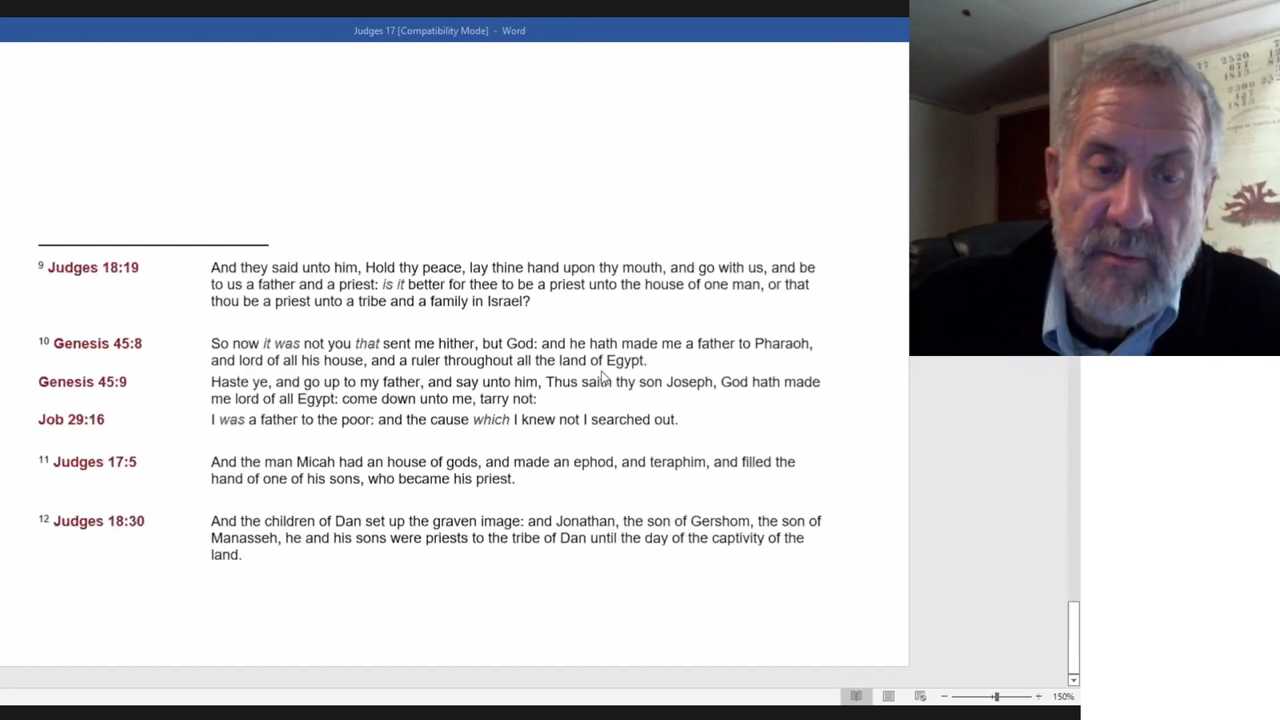 Judges 17 [Compatibility Mode] - Word
9 Judges 18:19 And they said unto him, Hold thy peace, lay thine hand upon thy mouth, and go with us, and be
to us a father and a priest: is it better for thee to be a priest unto the house of one man, or that
thou be a priest unto a tribe and a family in Israel?
10 Genesis 45:8 So now it was not you that sent me hither, but God: and he hath made me a father to Pharaoh,
and lord of all his house, and a ruler throughout all the land of Egypt.
Genesis 45:9 Haste ye, and go up to my father, and say unto him, Thus saith thy son Joseph, God hath made
me lord of all Egypt: come down unto me, tarry not:
Job 29:16 I was a father to the poor: and the cause which I knew not I searched out.
11 Judges 17:5 And the man Micah had an house of gods, and made an ephod, and teraphim, and filled the
hand of one of his sons, who became his priest.
12 Judges 18:30 And the children of Dan set up the graven image: and Jonathan, the son of Gershom, the son of
Manasseh, he and his sons were priests to the tribe of Dan until the day of the captivity of the
land.
150%
2520
677
1843
2300
457
1843